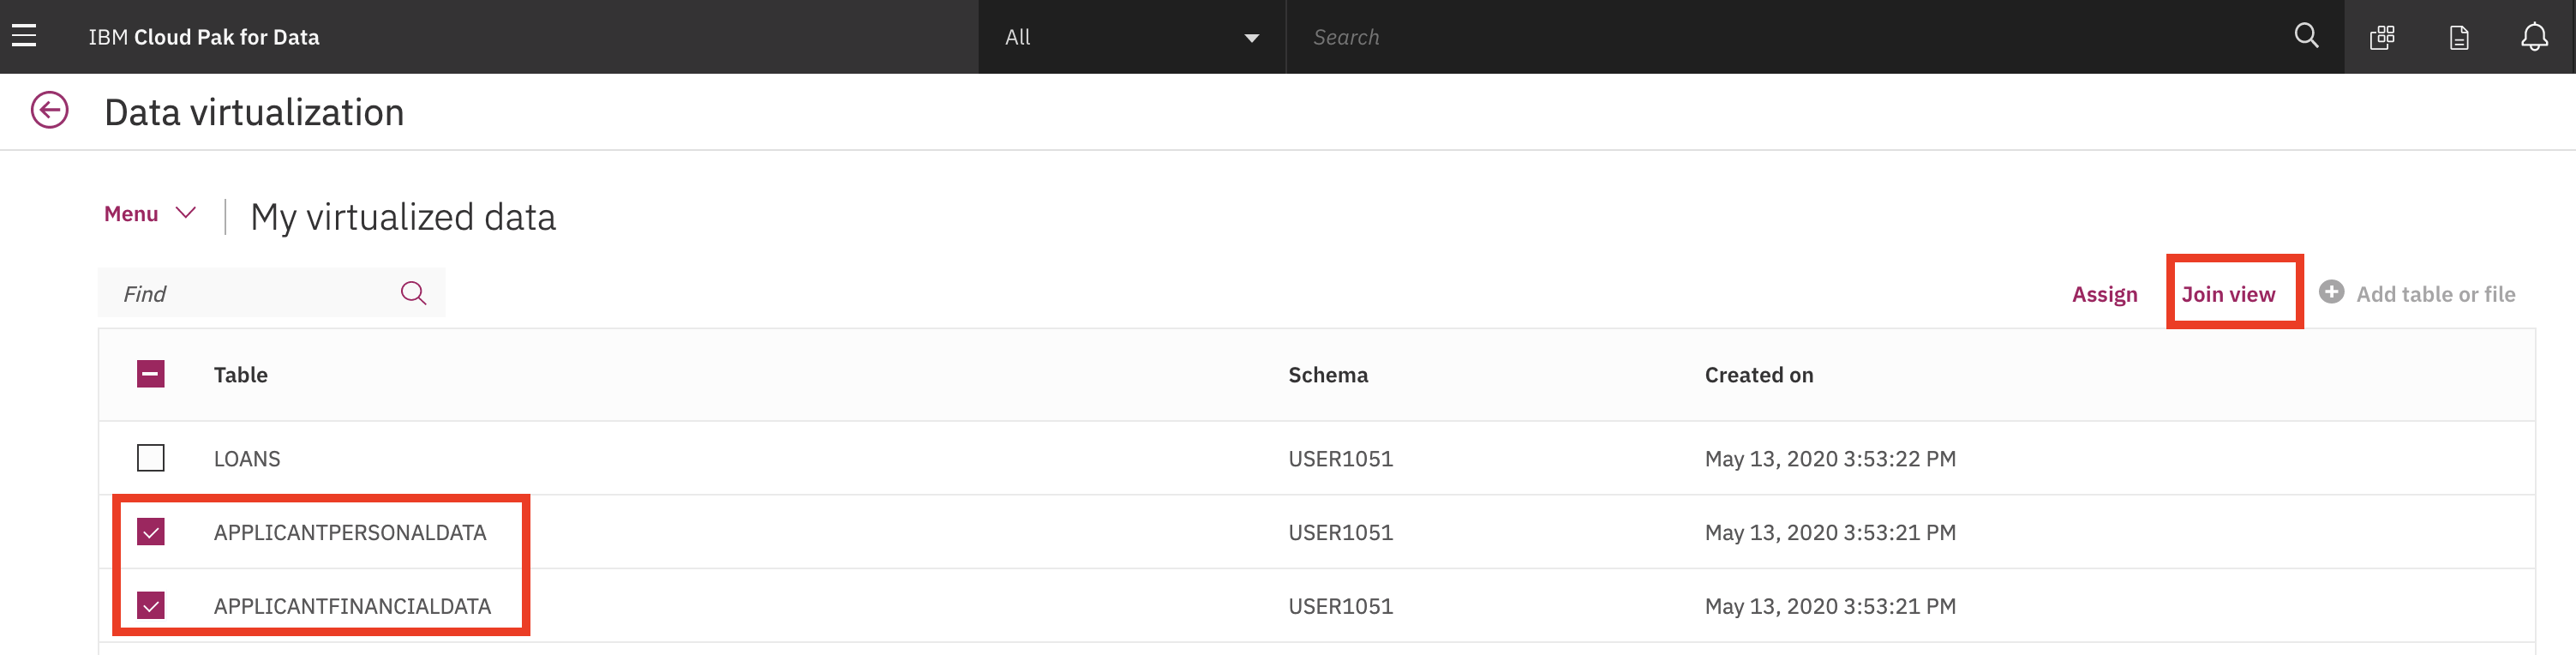 IBM Cloud Pak for Data All Search
Data virtualization
Menu My virtualized data
Find Assign Join view Add table or file
Table Schema Created on
LOANS USER1051 May 13, 2020 3:53:22 PM
APPLICANTPERSONALDATA USER1051 May 13, 2020 3:53:21 PM
APPLICANTFINANCIALDATA USER1051 May 13, 2020 3:53:21 PM